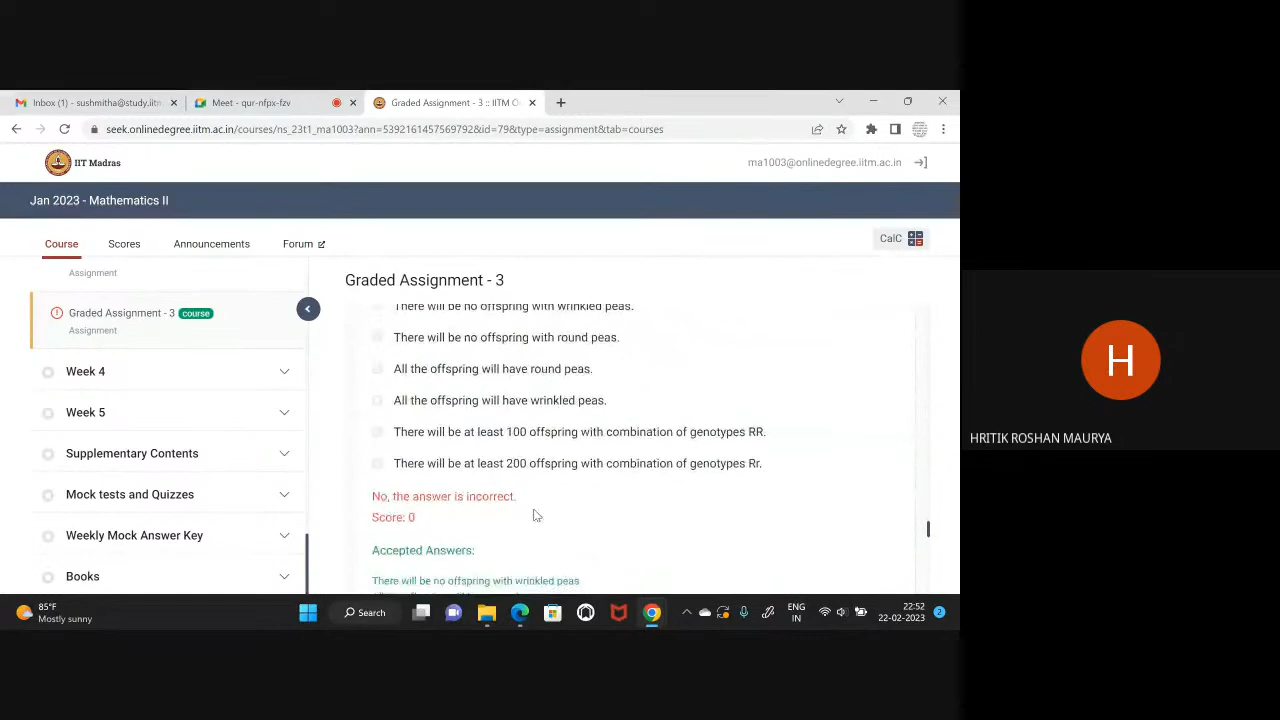 Inbox (1) - sushmitha@study.iitm
Meet - qur-nfpx-fzv
Graded Assignment - 3 :: IITM O
seek.onlinedegree.iitm.ac.in/courses/ns_23t1_ma1003?ann=5392161457569792&id=79&type=assignment&tab=courses
IIT Madras
ma1003@onlinedegree.iitm.ac.in
Jan 2023 - Mathematics II
Course
Scores
Announcements
Forum
CalC
Assignment
Graded Assignment - 3 course
Assignment
Week 4
Week 5
Supplementary Contents
Mock tests and Quizzes
Weekly Mock Answer Key
Books
Graded Assignment - 3
There will be no offspring with wrinkled peas.
There will be no offspring with round peas.
All the offspring will have round peas.
All the offspring will have wrinkled peas.
There will be at least 100 offspring with combination of genotypes RR.
There will be at least 200 offspring with combination of genotypes Rr.
No, the answer is incorrect.
Score: 0
Accepted Answers:
There will be no offspring with wrinkled peas
H
HRITIK ROSHAN MAURYA
85°F
Mostly sunny
Search
ENG
IN
22:52
22-02-2023
2